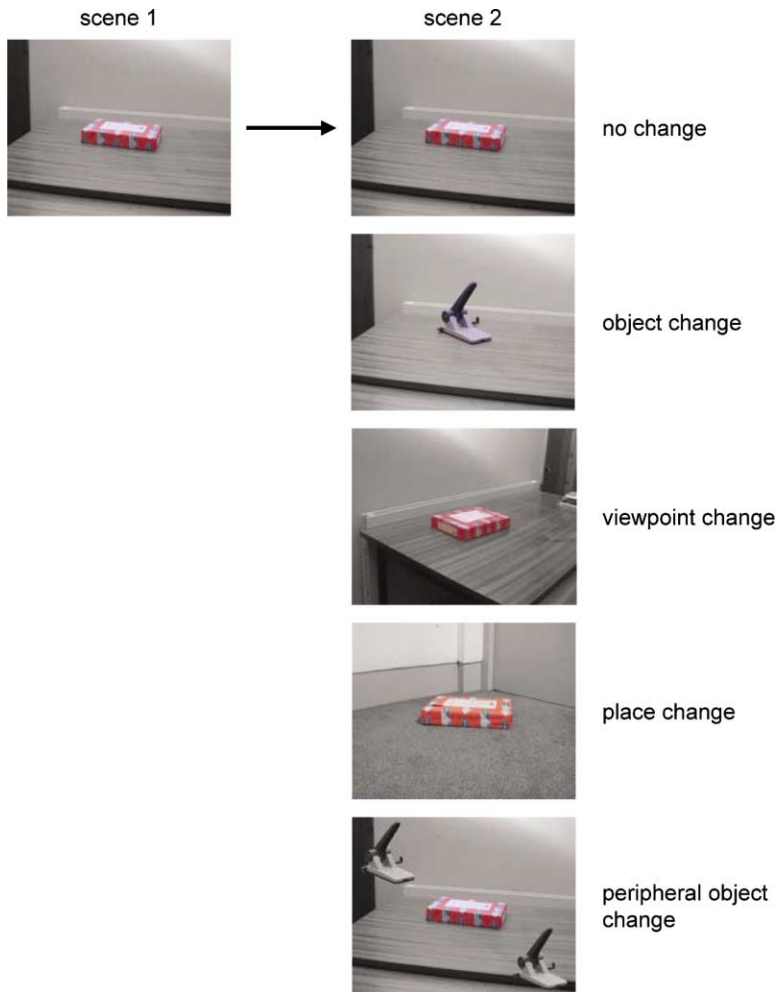 scene 1
scene 2
no change
object change
viewpoint change
place change
peripheral object
change